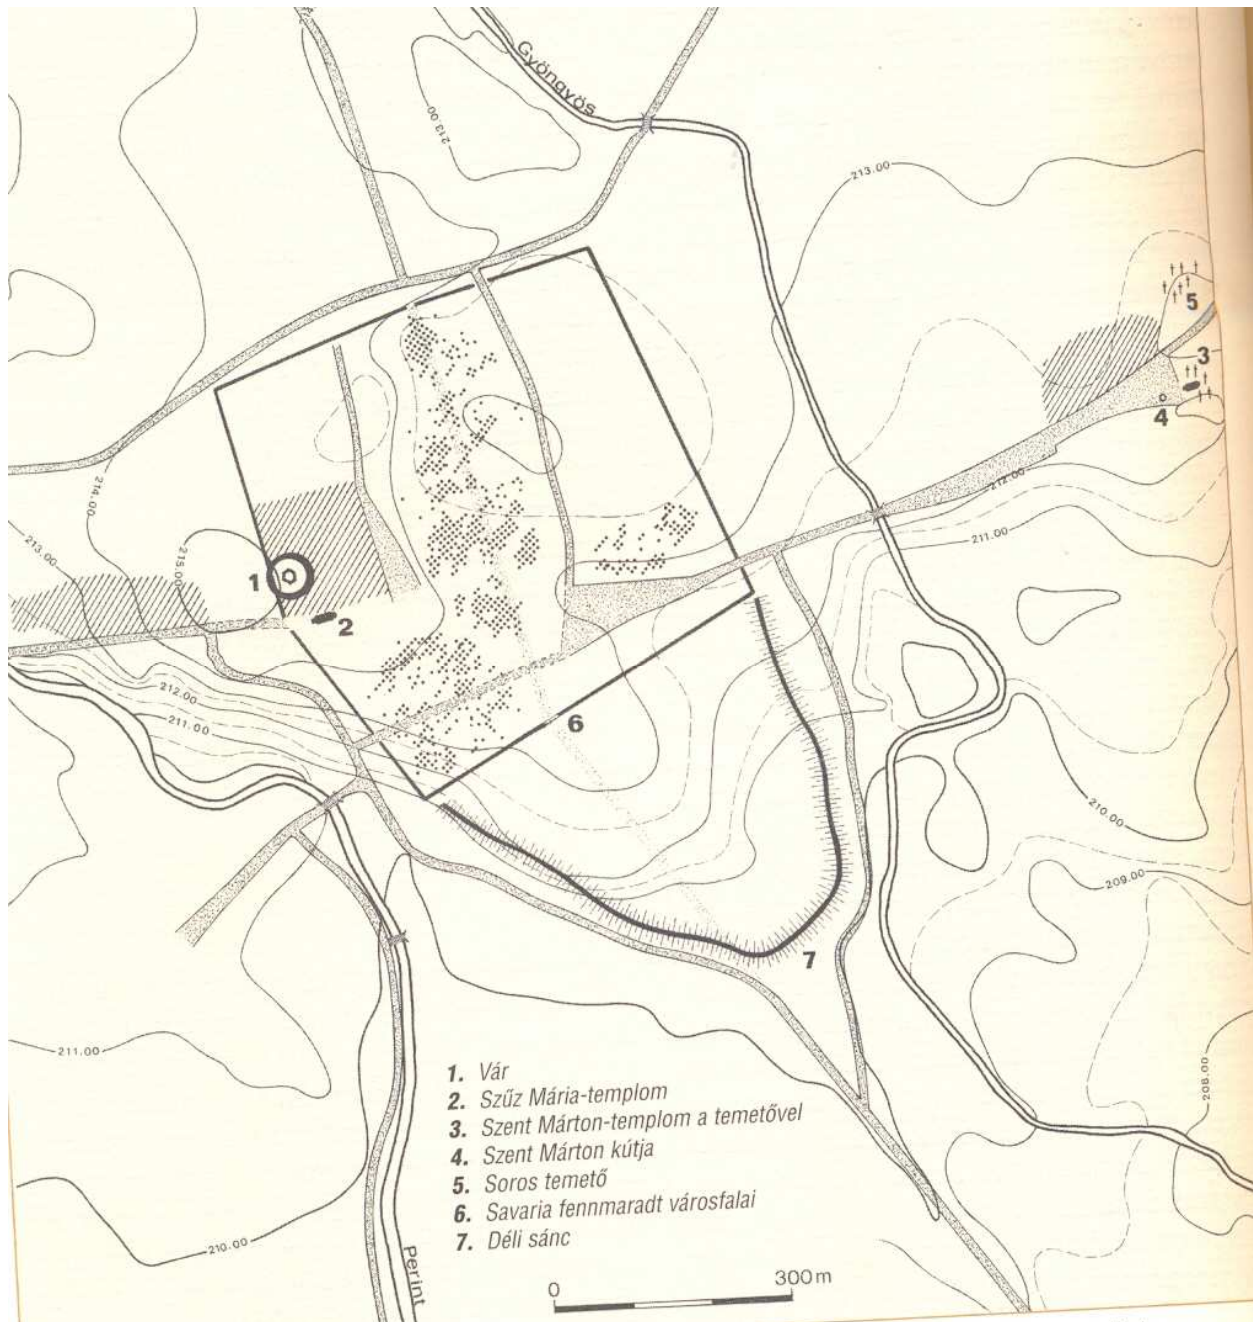 Gyöngyös
213.00
213.00
5
3
4
212.00
211.00
214.00
213.00
215.00
1
2
212.00
211.00
6
210.00
209.00
7
211.00
208.00
210.00
Perint
1. Vár
2. Szűz Mária-templom
3. Szent Márton-templom a temetővel
4. Szent Márton kútja
5. Soros temető
6. Savaria fennmaradt városfalai
7. Déli sánc
0 300m